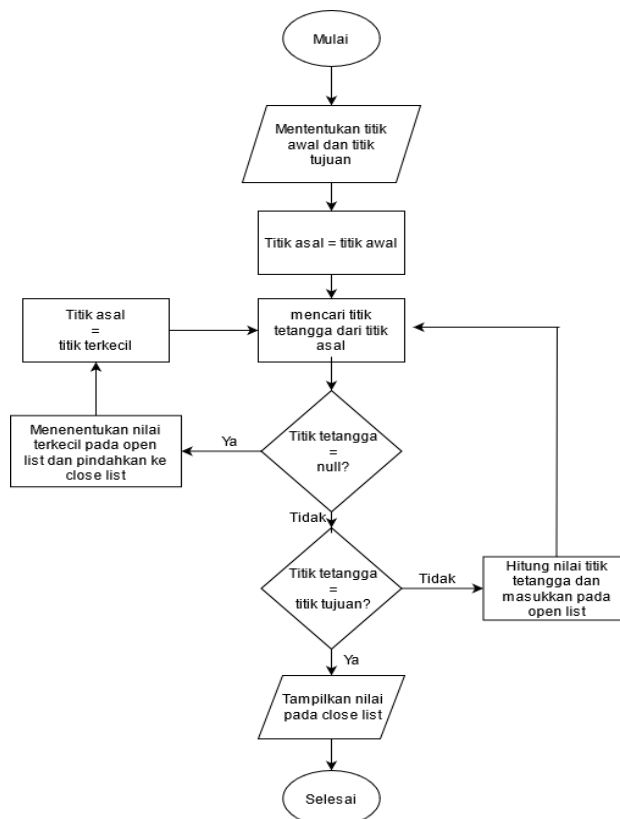 Mulai
Mententukan titik
awal dan titik
tujuan
Titik asal = titik awal
Titik asal
=
titik terkecil
mencari titik
tetangga dari titik
asal
Menenentukan nilai
terkecil pada open
list dan pindahkan ke
close list
Ya
Titik tetangga
=
null?
Tidak
Titik tetangga
=
titik tujuan?
Tidak
Hitung nilai titik
tetangga dan
masukkan pada
open list
Ya
Tampilkan nilai
pada close list
Selesai